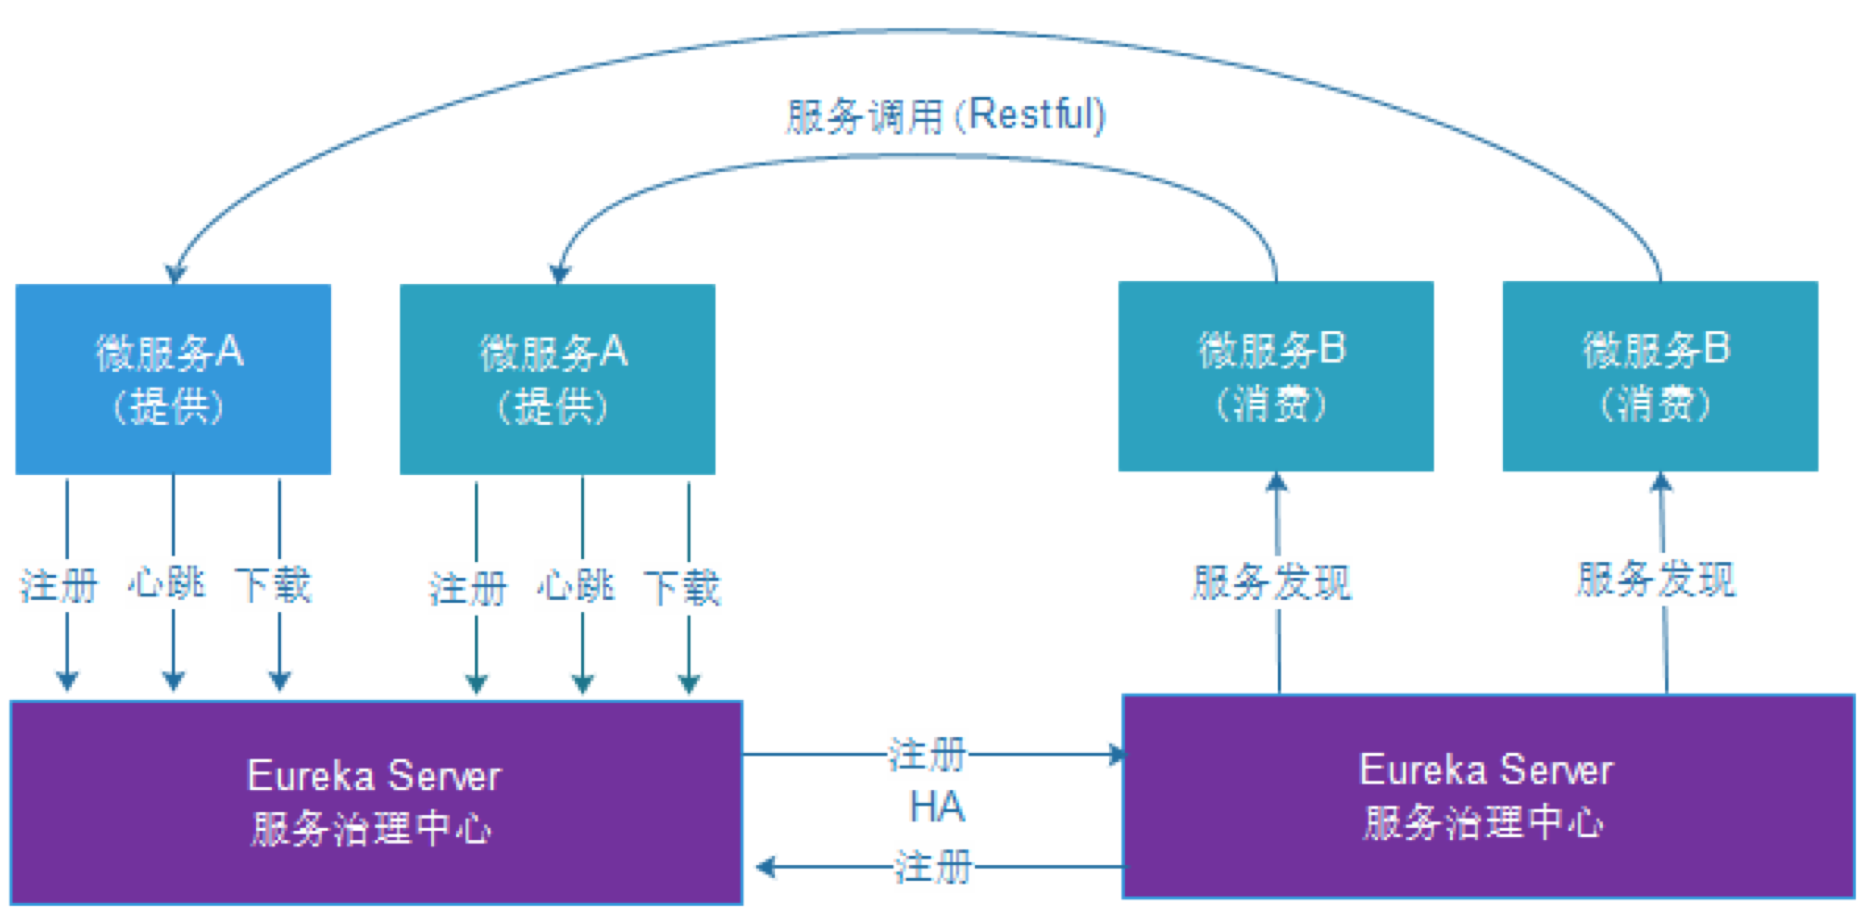 服务调用(Restful)
微服务A
(提供)
微服务A
(提供)
微服务B
(消费)
微服务B
(消费)
注册
心跳
下载
注册
心跳
下载
服务发现
服务发现
Eureka Server
服务治理中心
注册
HA
注册
Eureka Server
服务治理中心